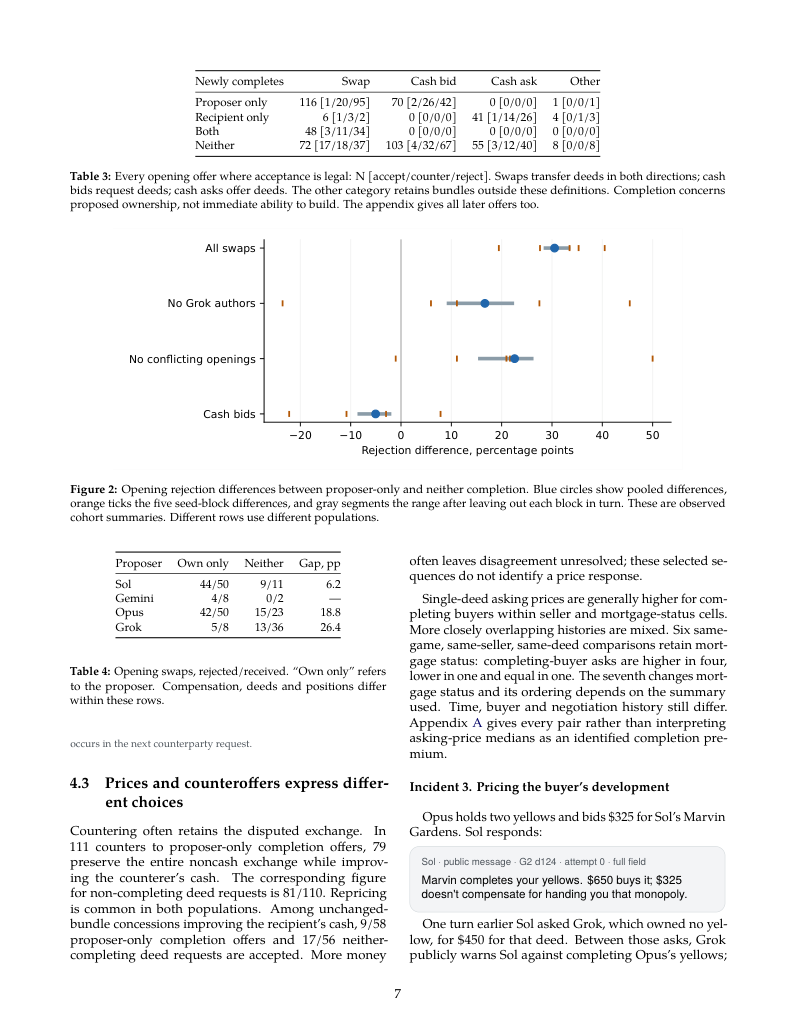 Newly completes Swap Cash bid Cash ask Other
Proposer only 116 [1/20/95] 70 [2/26/42] 0 [0/0/0] 1 [0/0/1]
Recipient only 6 [1/3/2] 0 [0/0/0] 41 [1/14/26] 4 [0/1/3]
Both 48 [3/11/34] 0 [0/0/0] 0 [0/0/0] 0 [0/0/0]
Neither 72 [17/18/37] 103 [4/32/67] 55 [3/12/40] 8 [0/0/8]
Table 3: Every opening offer where acceptance is legal: N [accept/counter/reject]. Swaps transfer deeds in both directions; cash
bids request deeds; cash asks offer deeds. The other category retains bundles outside these definitions. Completion concerns
proposed ownership, not immediate ability to build. The appendix gives all later offers too.
All swaps
No Grok authors
No conflicting openings
Cash bids
−20 −10 0 10 20 30 40 50
Rejection difference, percentage points
Figure 2: Opening rejection differences between proposer-only and neither completion. Blue circles show pooled differences,
orange ticks the five seed-block differences, and gray segments the range after leaving out each block in turn. These are observed
cohort summaries. Different rows use different populations.
Proposer Own only Neither Gap, pp
Sol 44/50 9/11 6.2
Gemini 4/8 0/2 —
Opus 42/50 15/23 18.8
Grok 5/8 13/36 26.4
Table 4: Opening swaps, rejected/received. “Own only” refers
to the proposer. Compensation, deeds and positions differ
within these rows.
occurs in the next counterparty request.
4.3 Prices and counteroffers express differ-
ent choices
Countering often retains the disputed exchange. In
111 counters to proposer-only completion offers, 79
preserve the entire noncash exchange while improv-
ing the counterer's cash. The corresponding figure
for non-completing deed requests is 81/110. Repricing
is common in both populations. Among unchanged-
bundle concessions improving the recipient's cash, 9/58
proposer-only completion offers and 17/56 neither-
completing deed requests are accepted. More money
often leaves disagreement unresolved; these selected se-
quences do not identify a price response.
Single-deed asking prices are generally higher for com-
pleting buyers within seller and mortgage-status cells.
More closely overlapping histories are mixed. Six same-
game, same-seller, same-deed comparisons retain mort-
gage status: completing-buyer asks are higher in four,
lower in one and equal in one. The seventh changes mort-
gage status and its ordering depends on the summary
used. Time, buyer and negotiation history still differ.
Appendix A gives every pair rather than interpreting
asking-price medians as an identified completion pre-
mium.
Incident 3. Pricing the buyer's development
Opus holds two yellows and bids $325 for Sol's Marvin
Gardens. Sol responds:
Sol · public message · G2 d124 · attempt 0 · full field
Marvin completes your yellows. $650 buys it; $325
doesn't compensate for handing you that monopoly.
One turn earlier Sol asked Grok, which owned no yel-
low, for $450 for that deed. Between those asks, Grok
publicly warns Sol against completing Opus's yellows;
7